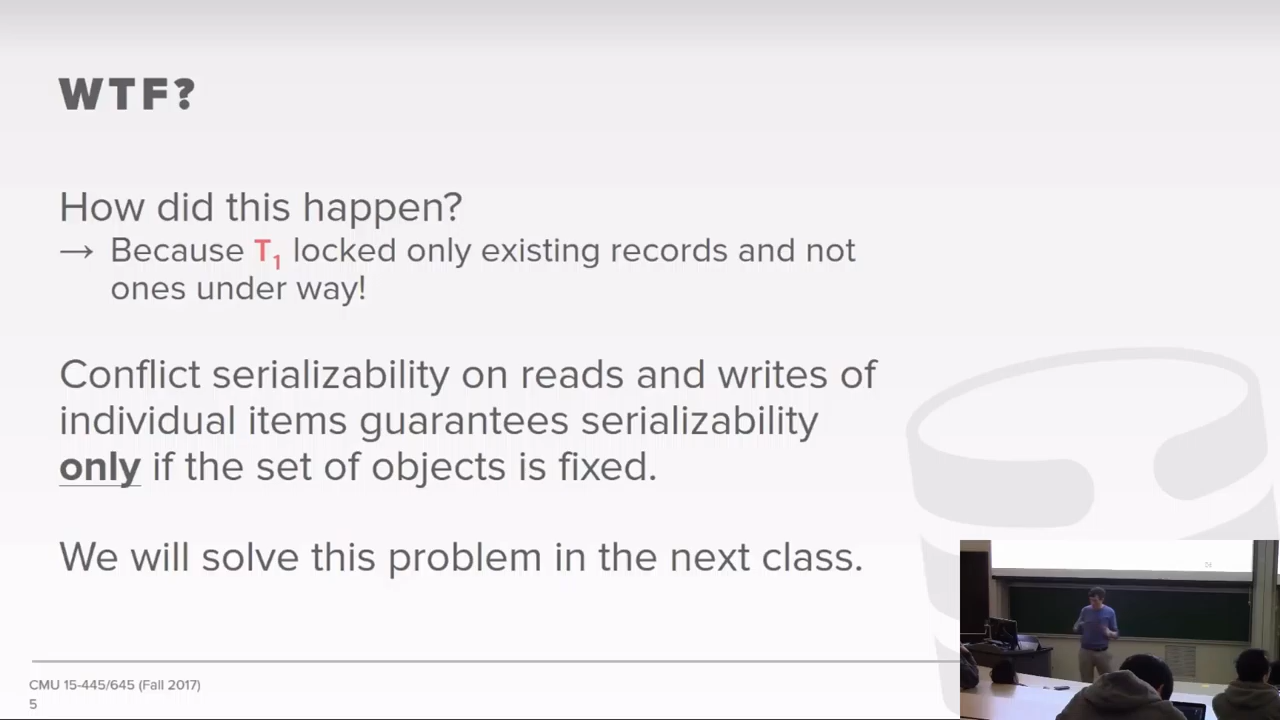 WTF?
How did this happen?
→ Because T1 locked only existing records and not
ones under way!
Conflict serializability on reads and writes of
individual items guarantees serializability
only if the set of objects is fixed.
We will solve this problem in the next class.
CMU 15-445/645 (Fall 2017)
5